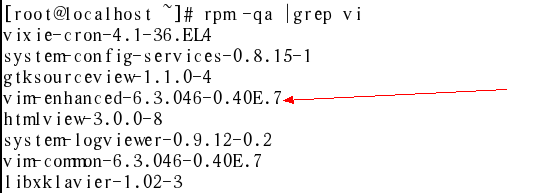 [root@localhost ~]# rpm -qa |grep vi
vixie-cron-4.1-36.EL4
system-config-services-0.8.15-1
gtksourceview-1.1.0-4
vim-enhanced-6.3.046-0.40E.7
htmlview-3.0.0-8
system-logviewer-0.9.12-0.2
vim-common-6.3.046-0.40E.7
libxklavier-1.02-3